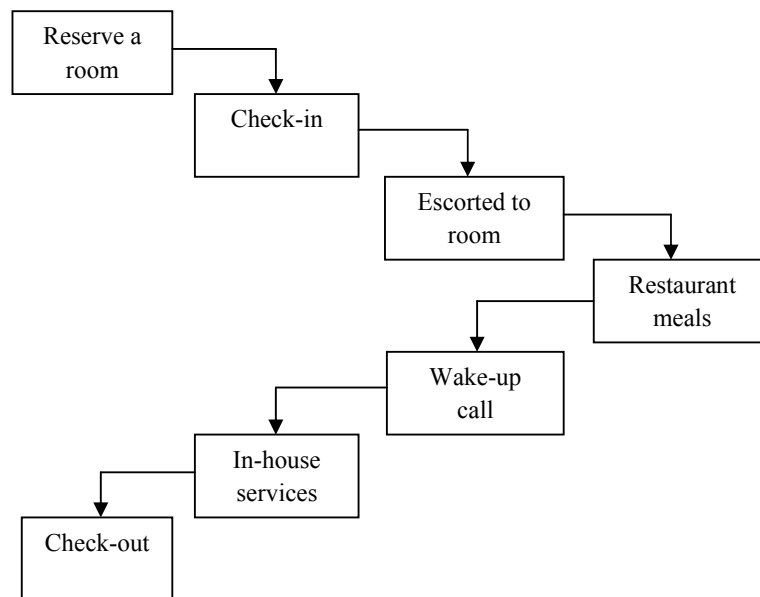 Reserve a
room
Check-in
Escorted to
room
Restaurant
meals
Wake-up
call
In-house
services
Check-out